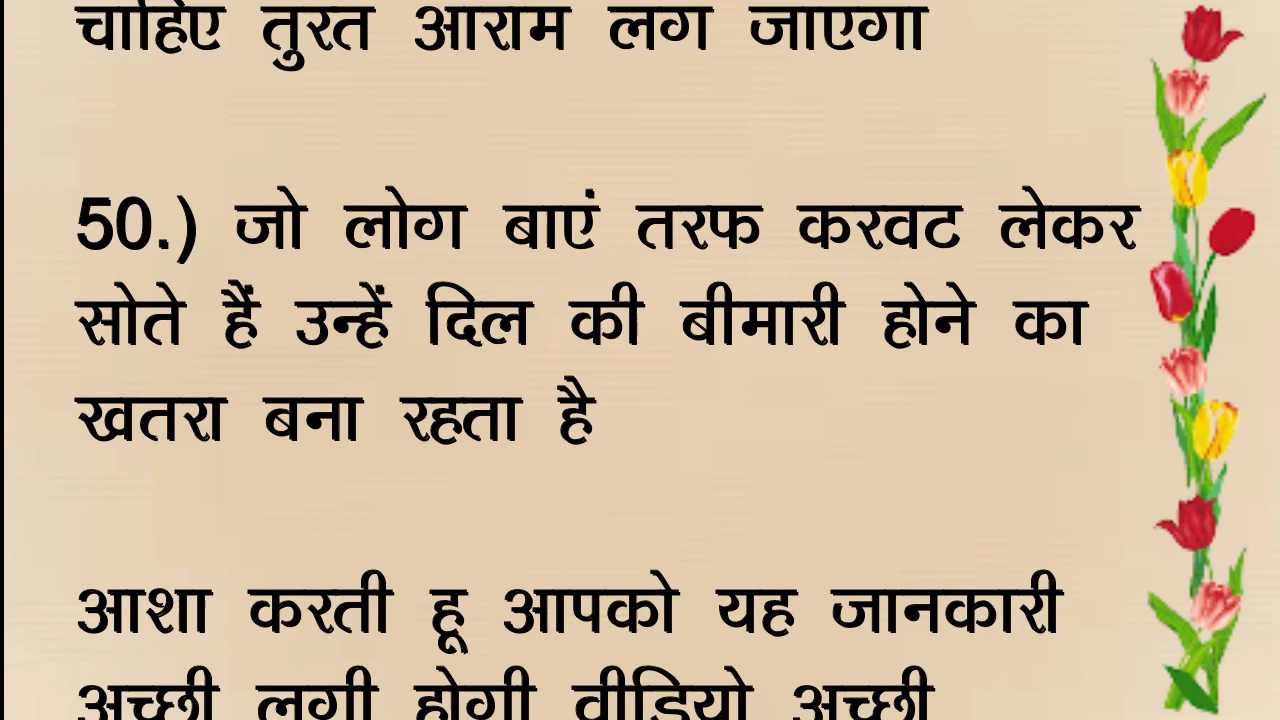 चाहिए तुरत आराम लग जाएगा
50.) जो लोग बाएं तरफ करवट लेकर
सोते हैं उन्हें दिल की बीमारी होने का
खतरा बना रहता है
आशा करती हू आपको यह जानकारी
अच्छी लगी होगी वीडियो अच्छी